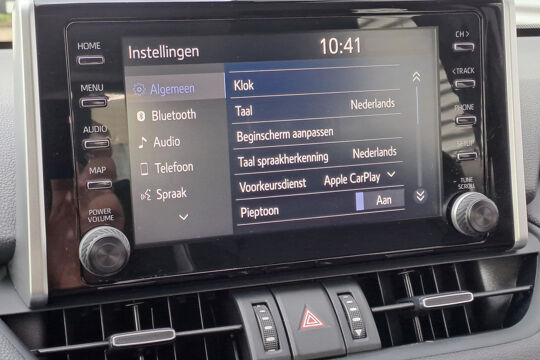 HOME
MENU
AUDIO
MAP
POWER
VOLUME
Instellingen
10:41
Algemeen
Bluetooth
Audio
Telefoon
Spraak
Klok
Taal Nederlands
Beginscherm aanpassen
Taal spraakherkenning Nederlands
Voorkeursdienst Apple CarPlay
Pieptoon Aan
CH >
< TRACK
PHONE
SETUP
TUNE
SCROLL